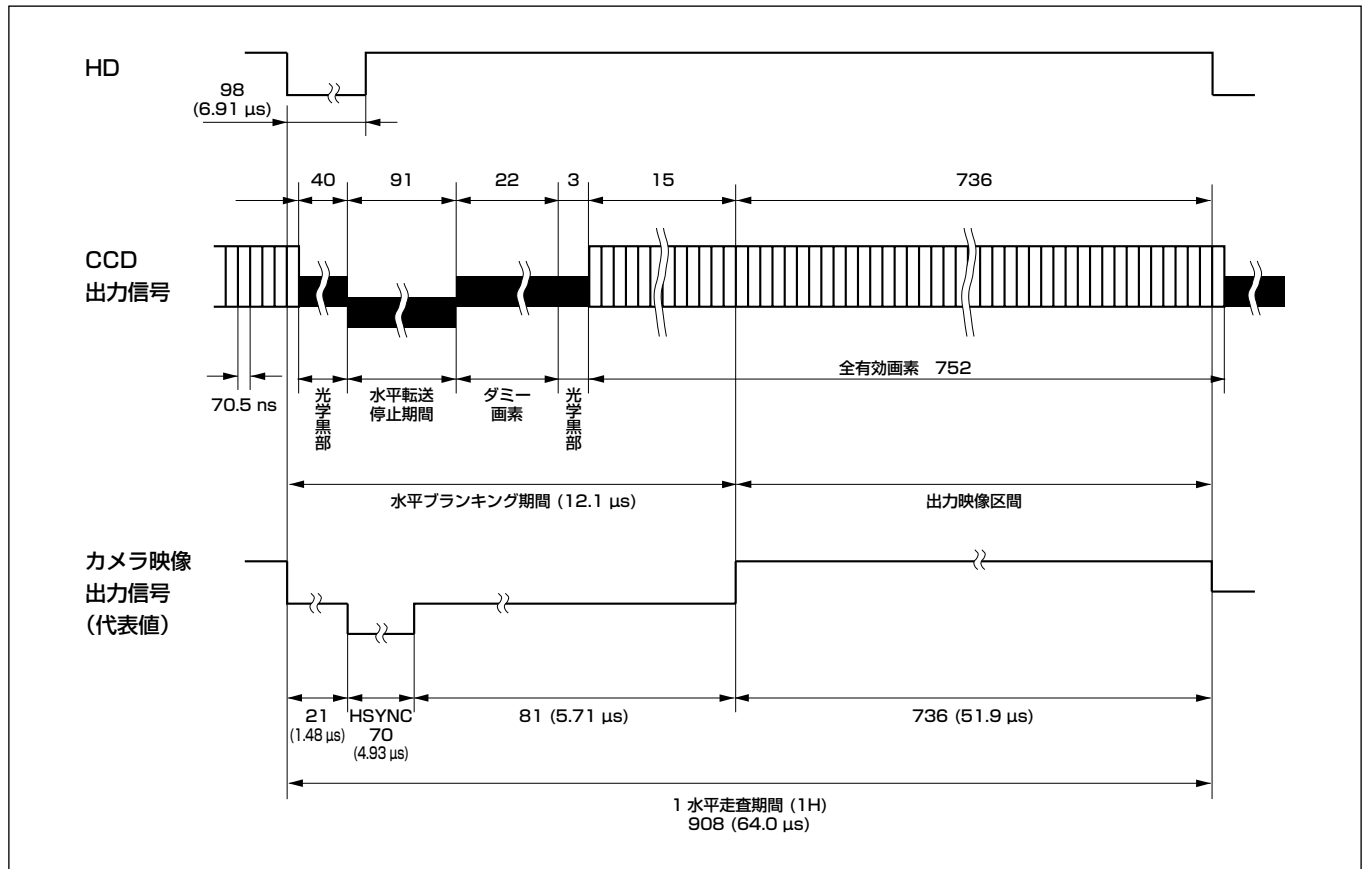 HD
98
(6.91 μs)
40
91
22
3
15
736
CCD
出力信号
70.5 ns
光学黒部
水平転送
停止期間
ダミー
画素
光学黒部
全有効画素 752
水平ブランキング期間 (12.1 μs)
出力映像区間
カメラ映像
出力信号
(代表値)
21
(1.48 μs)
HSYNC
70
(4.93 μs)
81 (5.71 μs)
736 (51.9 μs)
1 水平走査期間 (1H)
908 (64.0 μs)